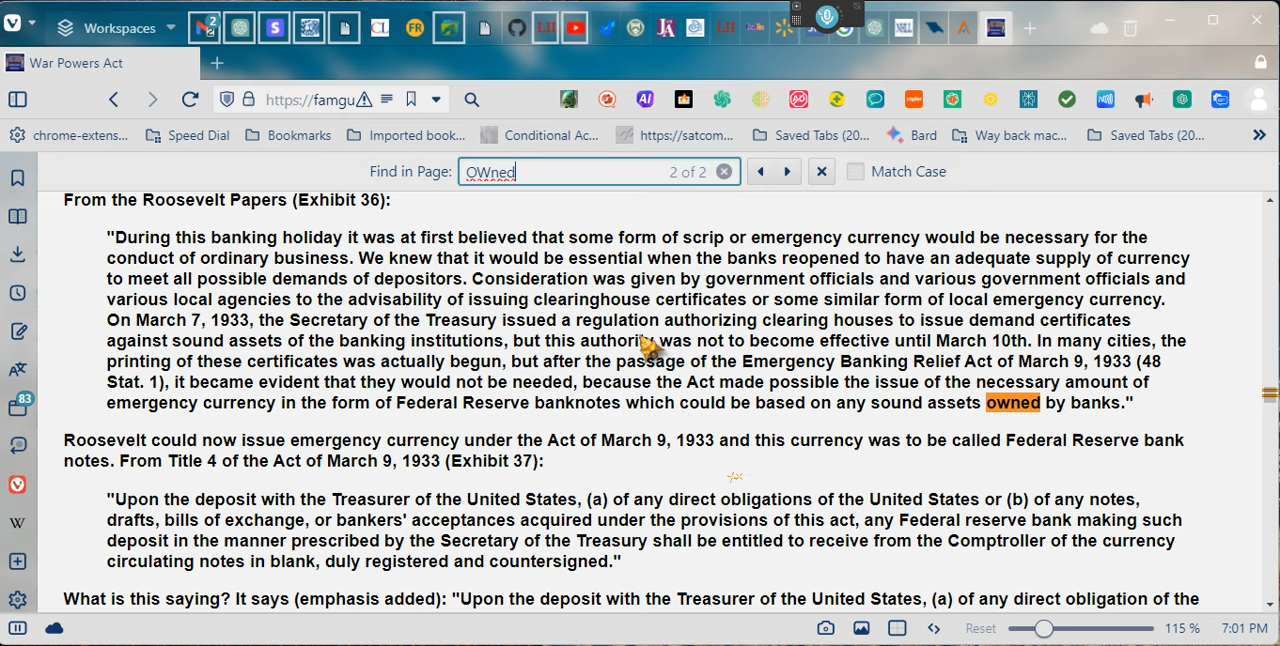 Workspaces
2
S
CL
FR
LH
JA
LH
War Powers Act
https://famgu
AI
chrome-extens...
Speed Dial
Bookmarks
Imported book...
Conditional Ac...
https://satcom...
Saved Tabs (20...
Bard
Way back mac...
Saved Tabs (20...
Find in Page:
OWned
2 of 2
Match Case
83
W
From the Roosevelt Papers (Exhibit 36):
"During this banking holiday it was at first believed that some form of scrip or emergency currency would be necessary for the
conduct of ordinary business. We knew that it would be essential when the banks reopened to have an adequate supply of currency
to meet all possible demands of depositors. Consideration was given by government officials and various government officials and
various local agencies to the advisability of issuing clearinghouse certificates or some similar form of local emergency currency.
On March 7, 1933, the Secretary of the Treasury issued a regulation authorizing clearing houses to issue demand certificates
against sound assets of the banking institutions, but this authority was not to become effective until March 10th. In many cities, the
printing of these certificates was actually begun, but after the passage of the Emergency Banking Relief Act of March 9, 1933 (48
Stat. 1), it became evident that they would not be needed, because the Act made possible the issue of the necessary amount of
emergency currency in the form of Federal Reserve banknotes which could be based on any sound assets owned by banks."
Roosevelt could now issue emergency currency under the Act of March 9, 1933 and this currency was to be called Federal Reserve bank
notes. From Title 4 of the Act of March 9, 1933 (Exhibit 37):
"Upon the deposit with the Treasurer of the United States, (a) of any direct obligations of the United States or (b) of any notes,
drafts, bills of exchange, or bankers' acceptances acquired under the provisions of this act, any Federal reserve bank making such
deposit in the manner prescribed by the Secretary of the Treasury shall be entitled to receive from the Comptroller of the currency
circulating notes in blank, duly registered and countersigned."
What is this saying? It says (emphasis added): "Upon the deposit with the Treasurer of the United States, (a) of any direct obligation of the
Reset
115 %
7:01 PM